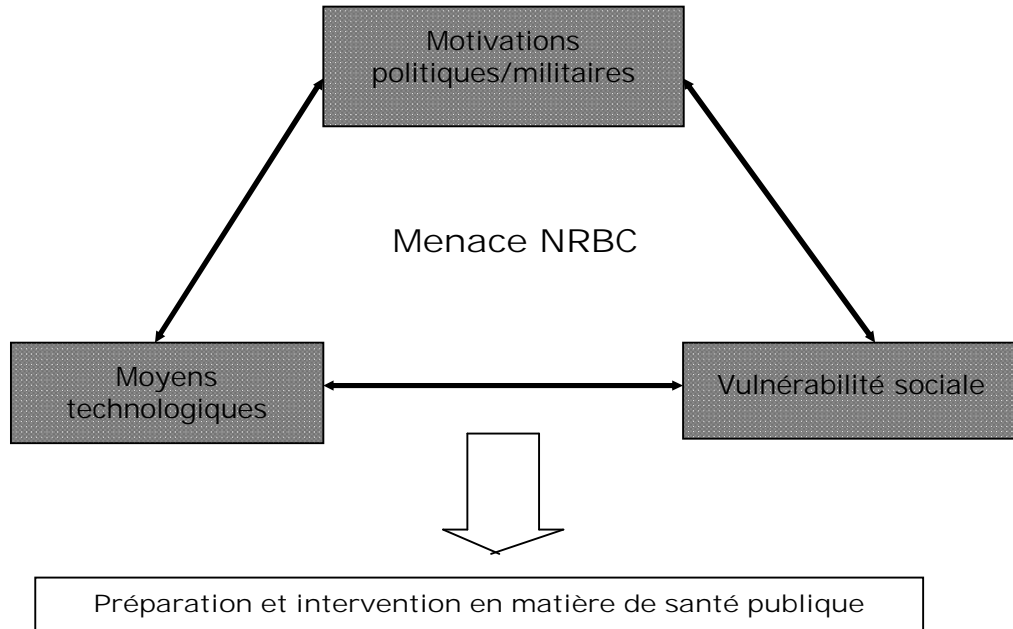 Motivations
politiques/militaires
Menace NRBC
Moyens
technologiques
Vulnérabilité sociale
Préparation et intervention en matière de santé publique